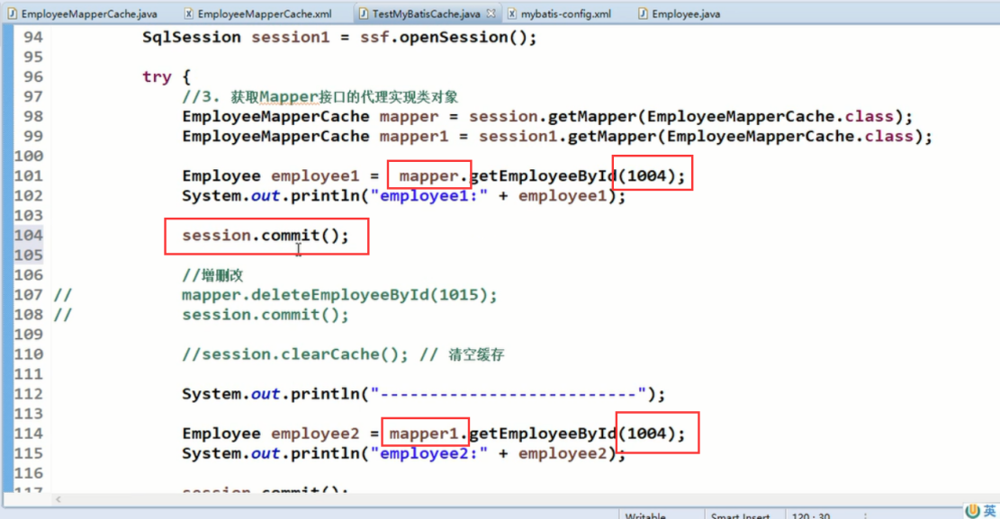 EmployeeMapperCache.java EmployeeMapperCache.xml TestMyBatisCache.java mybatis-config.xml Employee.java
94 SqlSession session1 = ssf.openSession();
95
96 try {
97 //3. 获取Mapper接口的代理实现类对象
98 EmployeeMapperCache mapper = session.getMapper(EmployeeMapperCache.class);
99 EmployeeMapperCache mapper1 = session1.getMapper(EmployeeMapperCache.class);
100
101 Employee employee1 = mapper.getEmployeeById(1004);
102 System.out.println("employee1:" + employee1);
103
104 session.commit();
105
106 //增删改
107 // mapper.deleteEmployeeById(1015);
108 // session.commit();
109
110 //session.clearCache(); // 清空缓存
111
112 System.out.println("--------------------------");
113
114 Employee employee2 = mapper1.getEmployeeById(1004);
115 System.out.println("employee2:" + employee2);
116
117 session.commit();
Writable Smart Insert 120 : 30
英